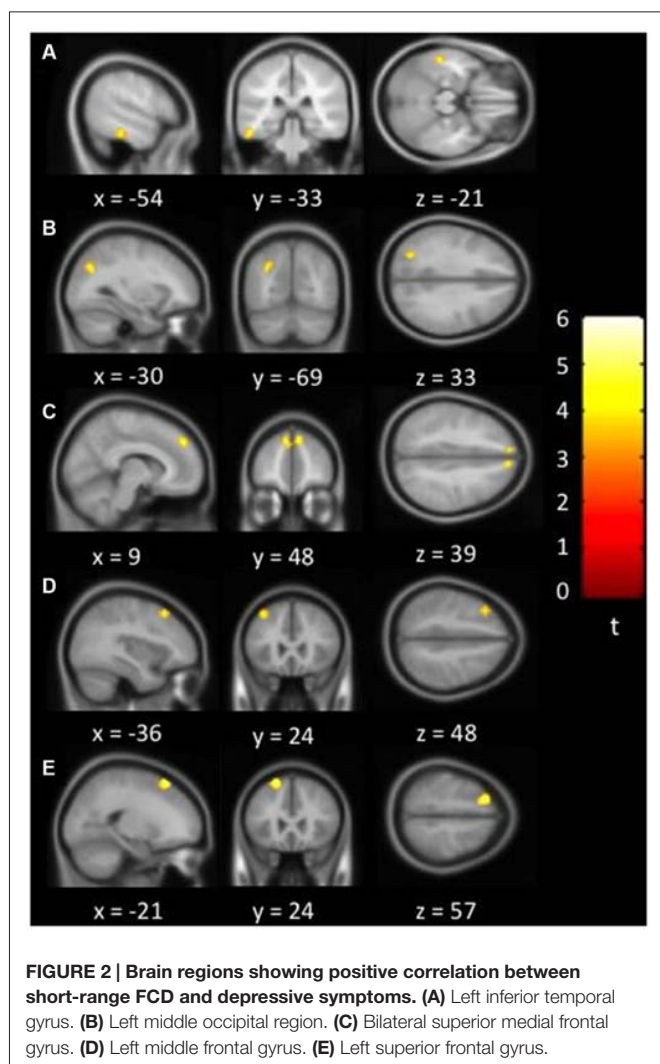 A
x = -54 y = -33 z = -21
B
x = -30 y = -69 z = 33
C
x = 9 y = 48 z = 39
D
x = -36 y = 24 z = 48
E
x = -21 y = 24 z = 57
6
5
4
3
2
1
0
t
FIGURE 2 | Brain regions showing positive correlation between
short-range FCD and depressive symptoms. (A) Left inferior temporal
gyrus. (B) Left middle occipital region. (C) Bilateral superior medial frontal
gyrus. (D) Left middle frontal gyrus. (E) Left superior frontal gyrus.